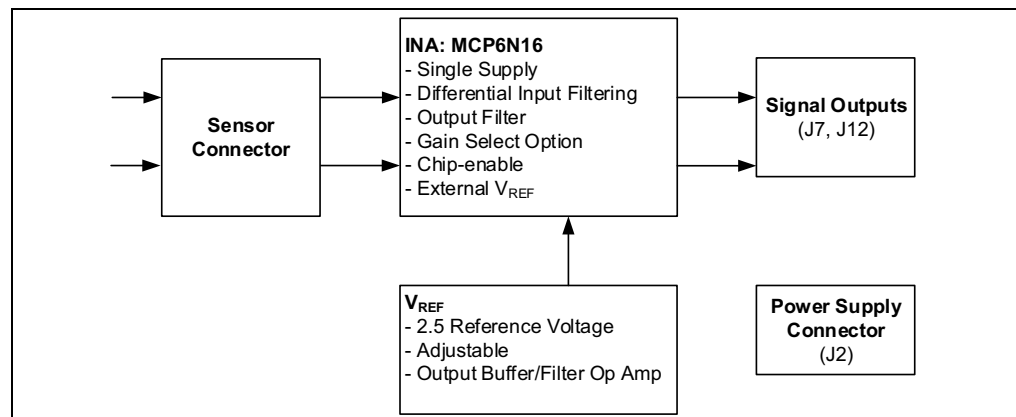 Sensor
Connector
INA: MCP6N16
- Single Supply
- Differential Input Filtering
- Output Filter
- Gain Select Option
- Chip-enable
- External VREF
Signal Outputs
(J7, J12)
VREF
- 2.5 Reference Voltage
- Adjustable
- Output Buffer/Filter Op Amp
Power Supply
Connector
(J2)